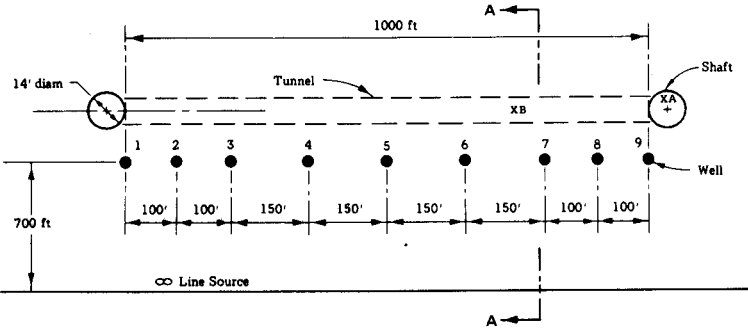 A
1000 ft
14' diam
Tunnel
Shaft
XB
XA
1 2 3 4 5 6 7 8 9
Well
700 ft
100' 100' 150' 150' 150' 150' 100' 100'
∞ Line Source
A